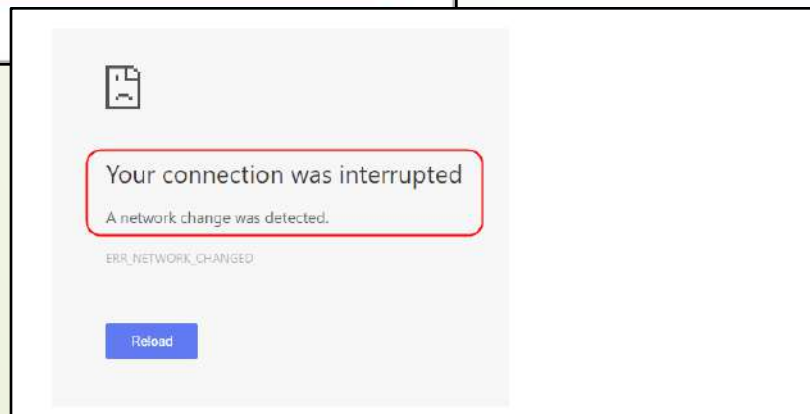 Your connection was interrupted
A network change was detected.
ERR_NETWORK_CHANGED
Reload